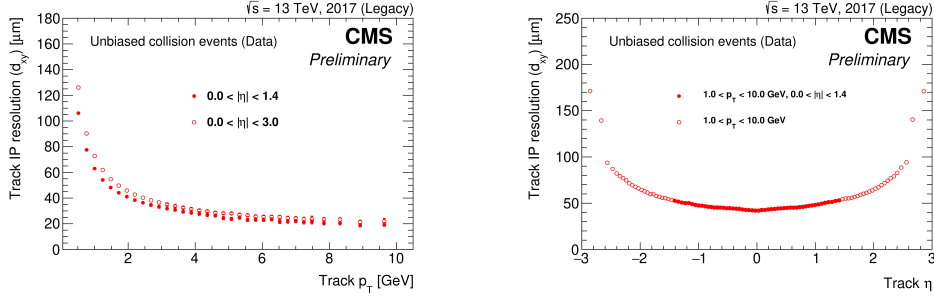 √s = 13 TeV, 2017 (Legacy)
Track IP resolution (d_xy) [μm]
180
160
140
120
100
80
60
40
20
0
Unbiased collision events (Data)
CMS
Preliminary
0.0 < |η| < 1.4
0.0 < |η| < 3.0
2 4 6 8 10
Track p_T [GeV]
√s = 13 TeV, 2017 (Legacy)
Track IP resolution (d_xy) [μm]
250
200
150
100
50
0
Unbiased collision events (Data)
CMS
Preliminary
1.0 < p_T < 10.0 GeV, 0.0 < |η| < 1.4
1.0 < p_T < 10.0 GeV
−3 −2 −1 0 1 2 3
Track η